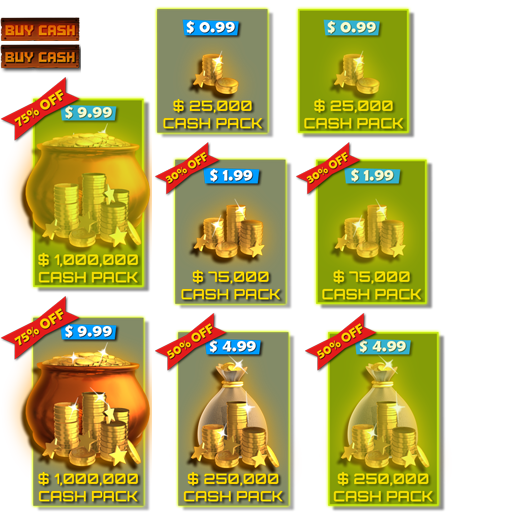 BUY CASH
BUY CASH
$ 0.99
$ 25,000
CASH PACK
$ 0.99
$ 25,000
CASH PACK
75% OFF
$ 9.99
$ 1,000,000
CASH PACK
30% OFF
$ 1.99
$ 75,000
CASH PACK
30% OFF
$ 1.99
$ 75,000
CASH PACK
75% OFF
$ 9.99
$ 1,000,000
CASH PACK
50% OFF
$ 4.99
$ 250,000
CASH PACK
50% OFF
$ 4.99
$ 250,000
CASH PACK